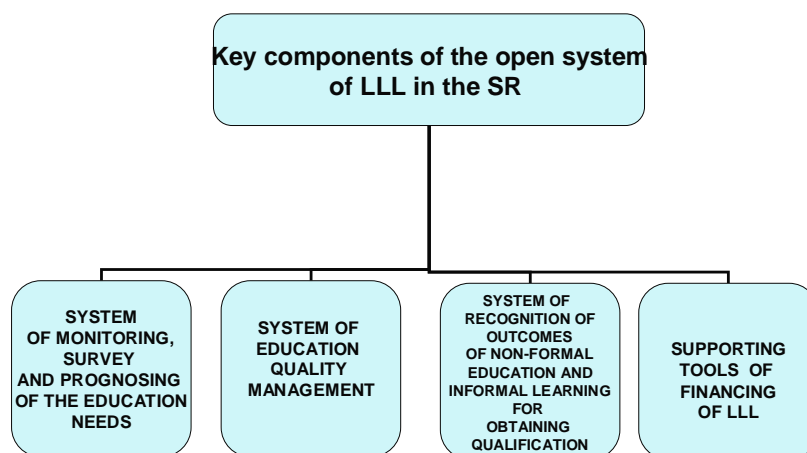 Key components of the open system
of LLL in the SR
SYSTEM
OF MONITORING,
SURVEY
AND PROGNOSING
OF THE EDUCATION
NEEDS
SYSTEM OF
EDUCATION
QUALITY
MANAGEMENT
SYSTEM OF
RECOGNITION OF
OUTCOMES
OF NON-FORMAL
EDUCATION AND
INFORMAL LEARNING
FOR
OBTAINING
QUALIFICATION
SUPPORTING
TOOLS OF
FINANCING
OF LLL